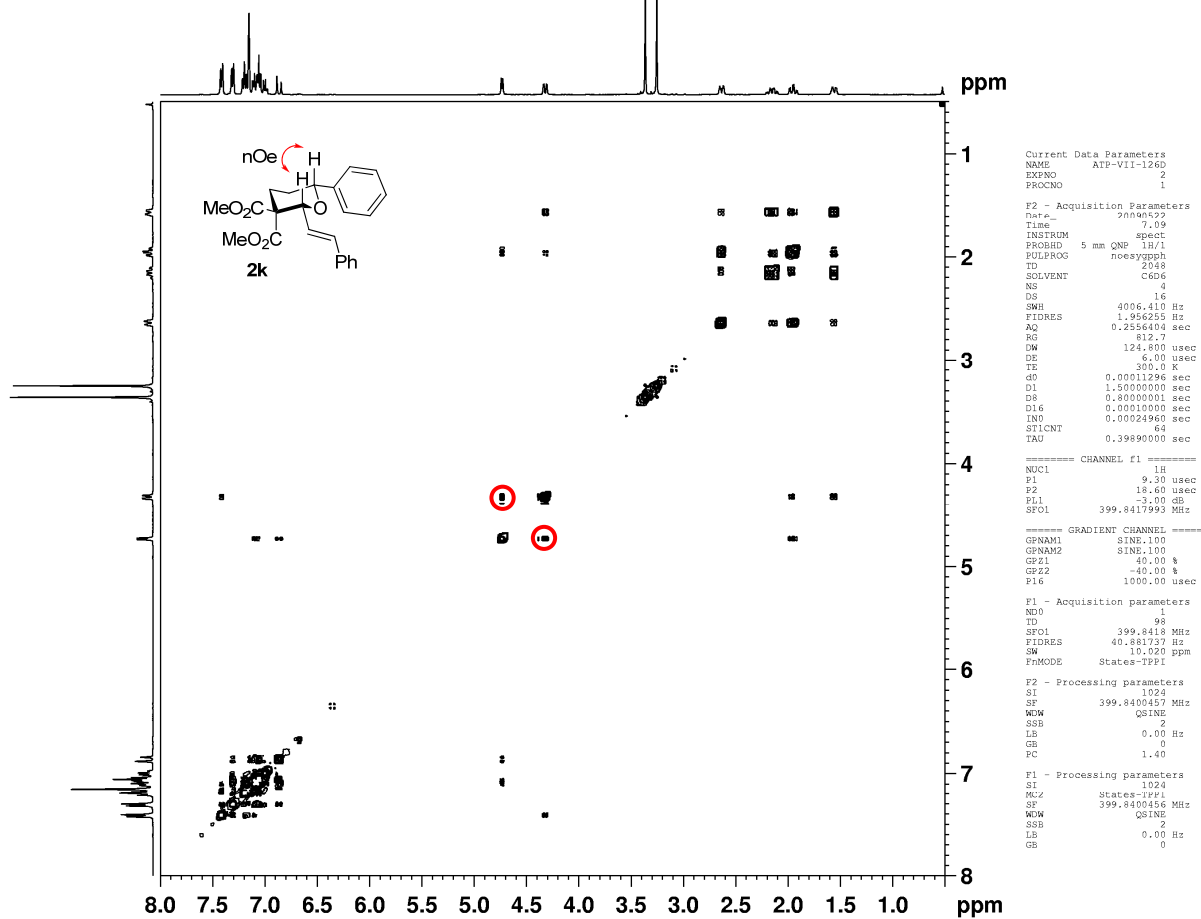 ppm
nOe
H
H
O
MeO2C
MeO2C
Ph
2k
1
2
3
4
5
6
7
8
8.0 7.5 7.0 6.5 6.0 5.5 5.0 4.5 4.0 3.5 3.0 2.5 2.0 1.5 1.0 ppm
Current Data Parameters
NAME ATP-VII-126D
EXPNO 2
PROCNO 1
F2 - Acquisition Parameters
Date_ 20090522
Time 7.09
INSTRUM spect
PROBHD 5 mm QNP 1H/1
PULPROG noesygpph
TD 2048
SOLVENT C6D6
NS 4
DS 16
SWH 4006.410 Hz
FIDRES 1.956255 Hz
AQ 0.2556404 sec
RG 812.7
DW 124.800 usec
DE 6.00 usec
TE 300.0 K
d0 0.00011296 sec
D1 1.50000000 sec
D8 0.80000001 sec
D16 0.00010000 sec
IN0 0.00024960 sec
ST1CNT 64
TAU 0.39890000 sec
======== CHANNEL f1 ========
NUC1 1H
P1 9.30 usec
P2 18.60 usec
PL1 -3.00 dB
SFO1 399.8417993 MHz
====== GRADIENT CHANNEL =====
GPNAM1 SINE.100
GPNAM2 SINE.100
GPZ1 40.00 %
GPZ2 -40.00 %
P16 1000.00 usec
F1 - Acquisition parameters
ND0 1
TD 98
SFO1 399.8418 MHz
FIDRES 40.881737 Hz
SW 10.020 ppm
FnMODE States-TPPI
F2 - Processing parameters
SI 1024
SF 399.8400457 MHz
WDW QSINE
SSB 2
LB 0.00 Hz
GB 0
PC 1.40
F1 - Processing parameters
SI 1024
MC2 States-TPPI
SF 399.8400456 MHz
WDW QSINE
SSB 2
LB 0.00 Hz
GB 0